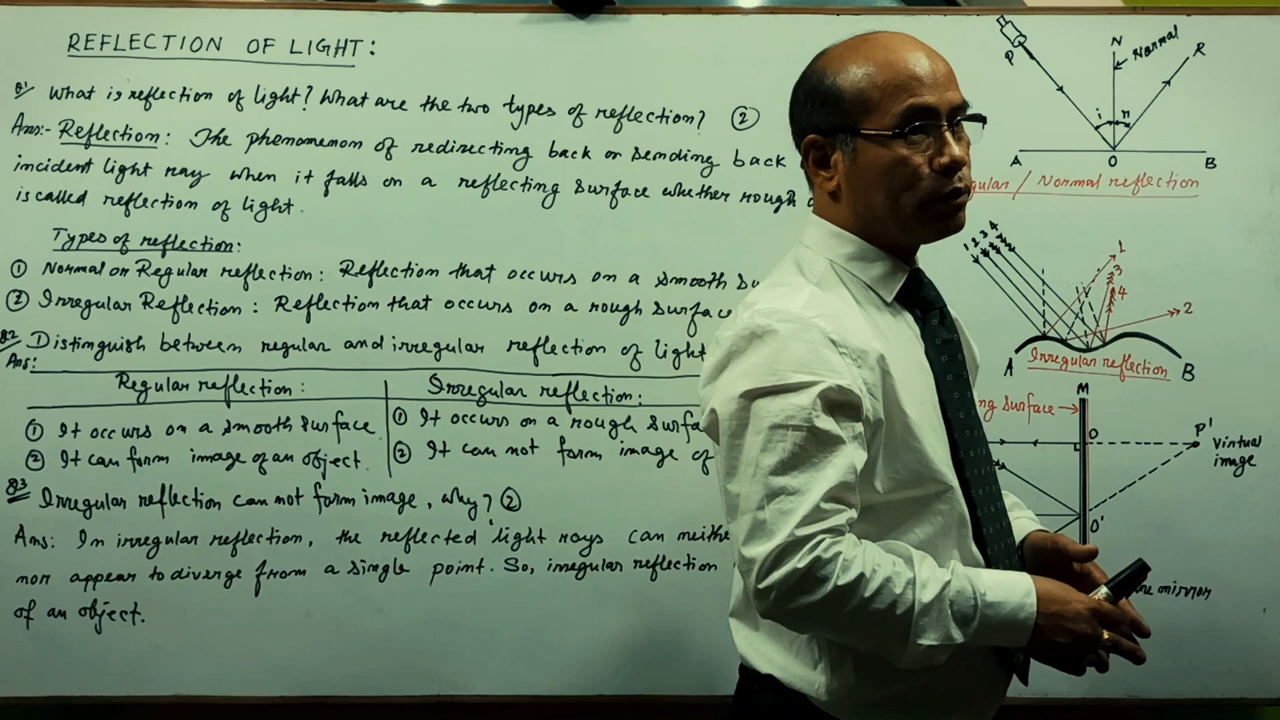 REFLECTION OF LIGHT:
Q1 What is reflection of light? What are the two types of reflection? ②
Ans:- Reflection: The phenomenon of redirecting back or sending back
incident light ray when it falls on a reflecting surface whether rough
is called reflection of light.
Types of reflection:
① Normal or Regular reflection: Reflection that occurs on a smooth Su
② Irregular Reflection: Reflection that occurs on a rough surface
Q2 Distinguish between regular and irregular reflection of light
Ans:
Regular reflection:
① It occurs on a smooth surface
② It can form image of an object.
Irregular reflection:
① It occurs on a rough surfa
② It can not form image of
Q3 Irregular reflection can not form image, why? ②
Ans: In irregular reflection, the reflected light rays can neithe
nor appear to diverge from a single point. So, irregular reflection
of an object.
P N Normal R
i r
A O B
gular / Normal reflection
1 2 3 4
1
3
4
2
A B
Irregular reflection
M
ng surface
O P' Virtual
image
O'
ne mirror